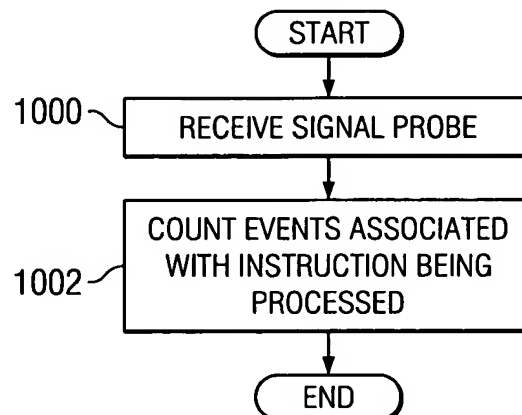 START
1000
RECEIVE SIGNAL PROBE
COUNT EVENTS ASSOCIATED
WITH INSTRUCTION BEING
1002
PROCESSED
END